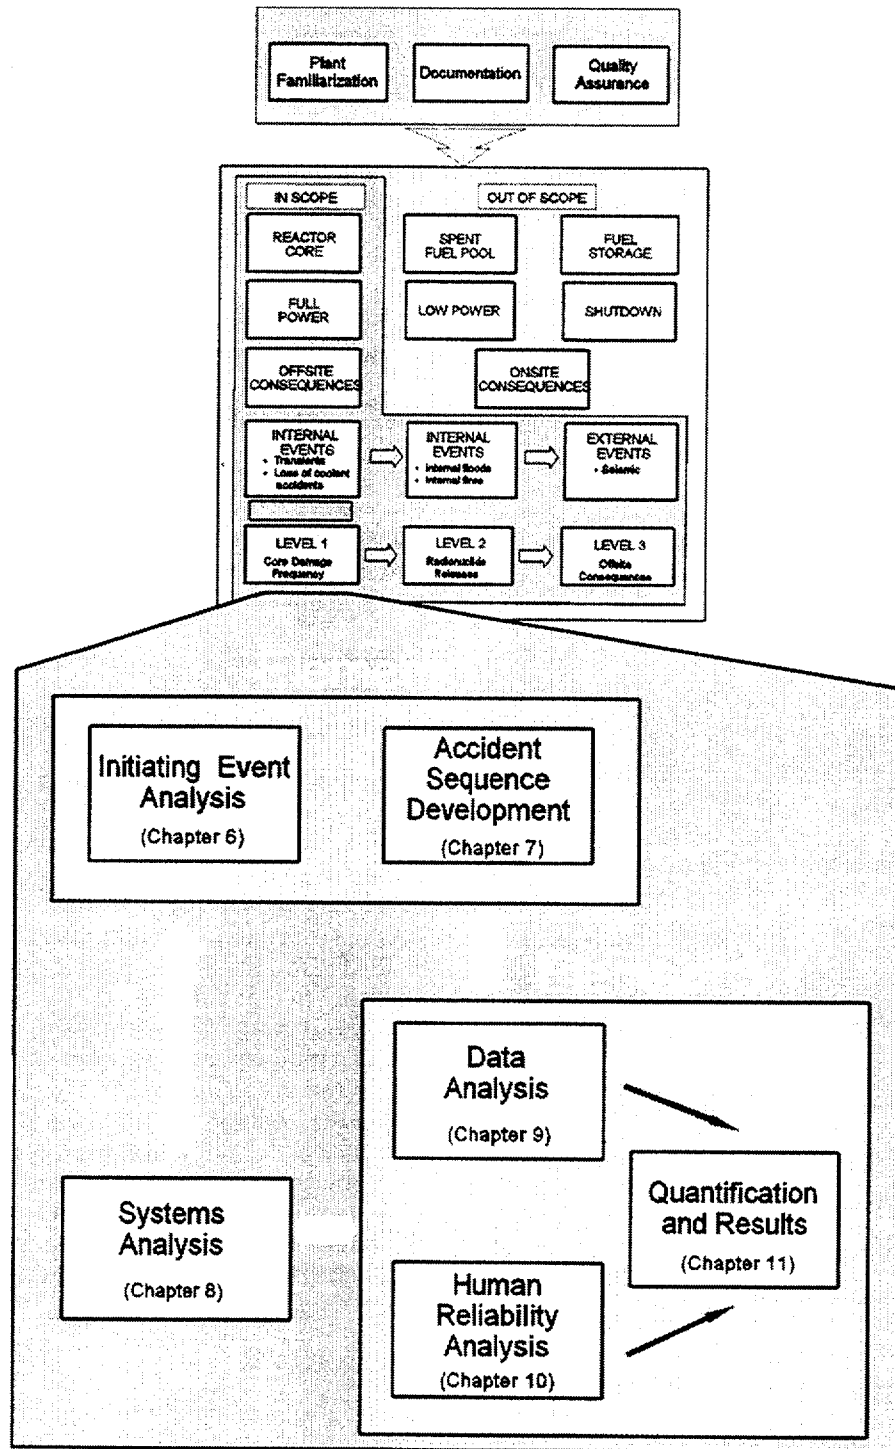 Plant
Familiarization
Documentation
Quality
Assurance
IN SCOPE
OUT OF SCOPE
REACTOR
CORE
SPENT
FUEL POOL
FUEL
STORAGE
FULL
POWER
LOW POWER
SHUTDOWN
OFFSITE
CONSEQUENCES
ONSITE
CONSEQUENCES
INTERNAL
EVENTS
• Transients
• Loss of coolant
accidents
INTERNAL
EVENTS
• Internal floods
• Internal fires
EXTERNAL
EVENTS
• Seismic
LEVEL 1
Core Damage
Frequency
LEVEL 2
Radionuclide
Releases
LEVEL 3
Offsite
Consequences
Initiating Event
Analysis
(Chapter 6)
Accident
Sequence
Development
(Chapter 7)
Data
Analysis
(Chapter 9)
Systems
Analysis
(Chapter 8)
Quantification
and Results
(Chapter 11)
Human
Reliability
Analysis
(Chapter 10)